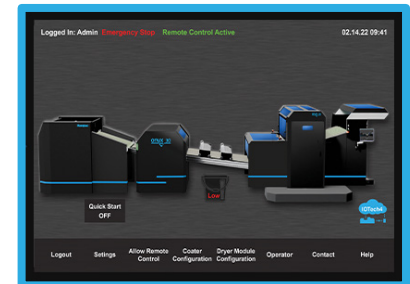 Logged In: Admin Emergency Stop Remote Control Active 02.14.22 09:41
Quick Start
OFF
Low
IOTech4
Logout Settings Allow Remote Control Coater Configuration Dryer Module Configuration Operator Contact Help